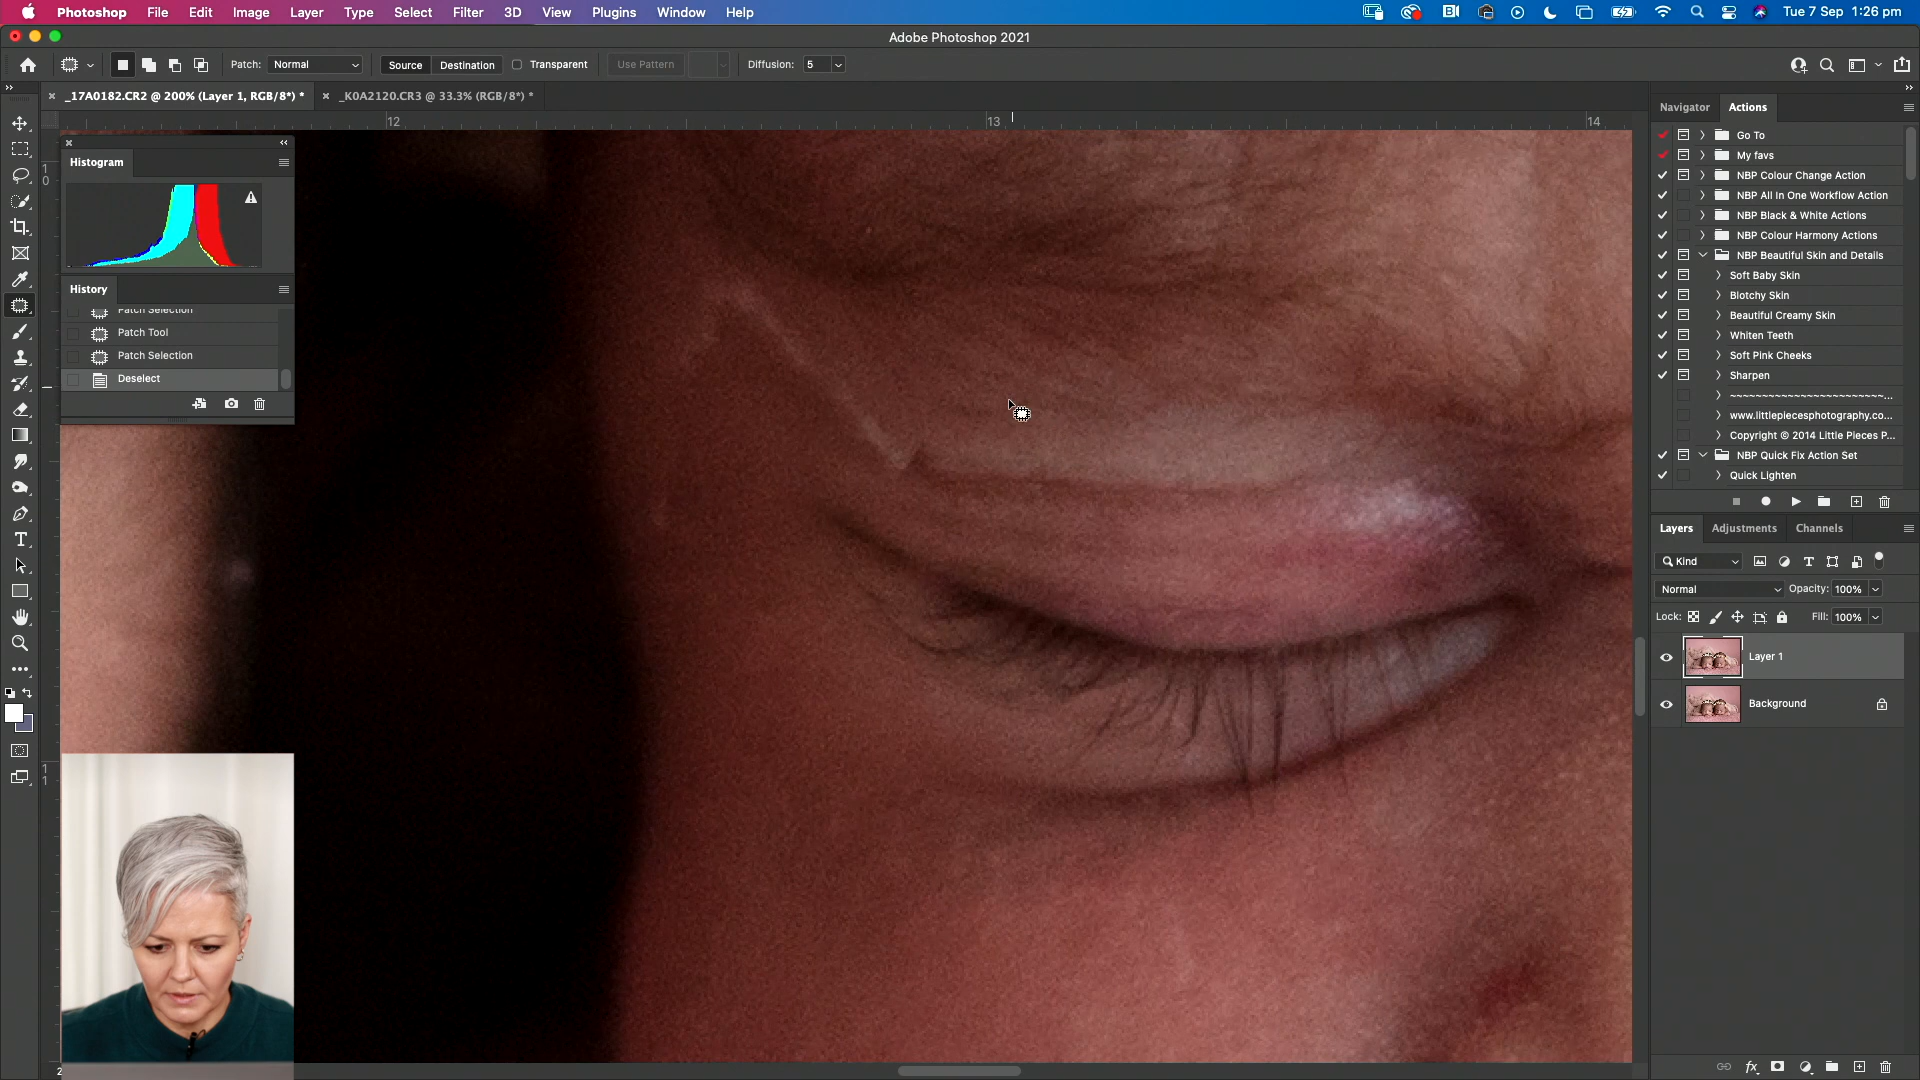 Photoshop File Edit Image Layer Type Select Filter 3D View Plugins Window Help Tue 7 Sep 1:26 pm
Adobe Photoshop 2021
Patch: Normal Source Destination Transparent Use Pattern Diffusion: 5
_17A0182.CR2 @ 200% (Layer 1, RGB/8*) * _K0A2120.CR3 @ 33.3% (RGB/8*) *
12 13 14
10
11
Histogram
History
Patch Selection
Patch Tool
Patch Selection
Deselect
Navigator Actions
Go To
My favs
NBP Colour Change Action
NBP All In One Workflow Action
NBP Black & White Actions
NBP Colour Harmony Actions
NBP Beautiful Skin and Details
Soft Baby Skin
Blotchy Skin
Beautiful Creamy Skin
Whiten Teeth
Soft Pink Cheeks
Sharpen
~~~~~~~~~~~~~~~~~~~~~~~~~...
www.littlepiecesphotography.co...
Copyright © 2014 Little Pieces P...
NBP Quick Fix Action Set
Quick Lighten
Layers Adjustments Channels
Kind
Normal Opacity: 100%
Lock: Fill: 100%
Layer 1
Background
2